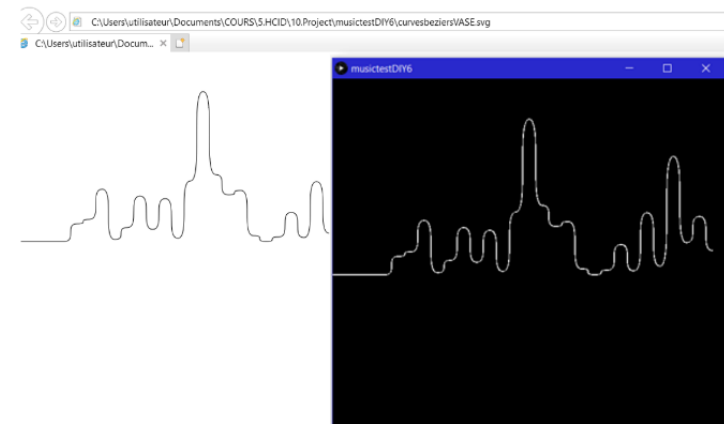 C:\Users\utilisateur\Documents\COURS\5.HCID\10.Project\musictestDIY6\curvesbeziersVASE.svg
C:\Users\utilisateur\Docum...
musictestDIY6